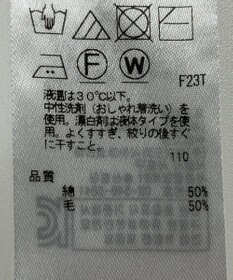 F
W
F23T
液温は30℃以下。
中性洗剤（おしゃれ着洗い）を
使用。漂白剤は液体タイプを使
用。よくすすぎ、絞りの後すぐ
に干すこと。
110
品質
綿 50%
毛 50%